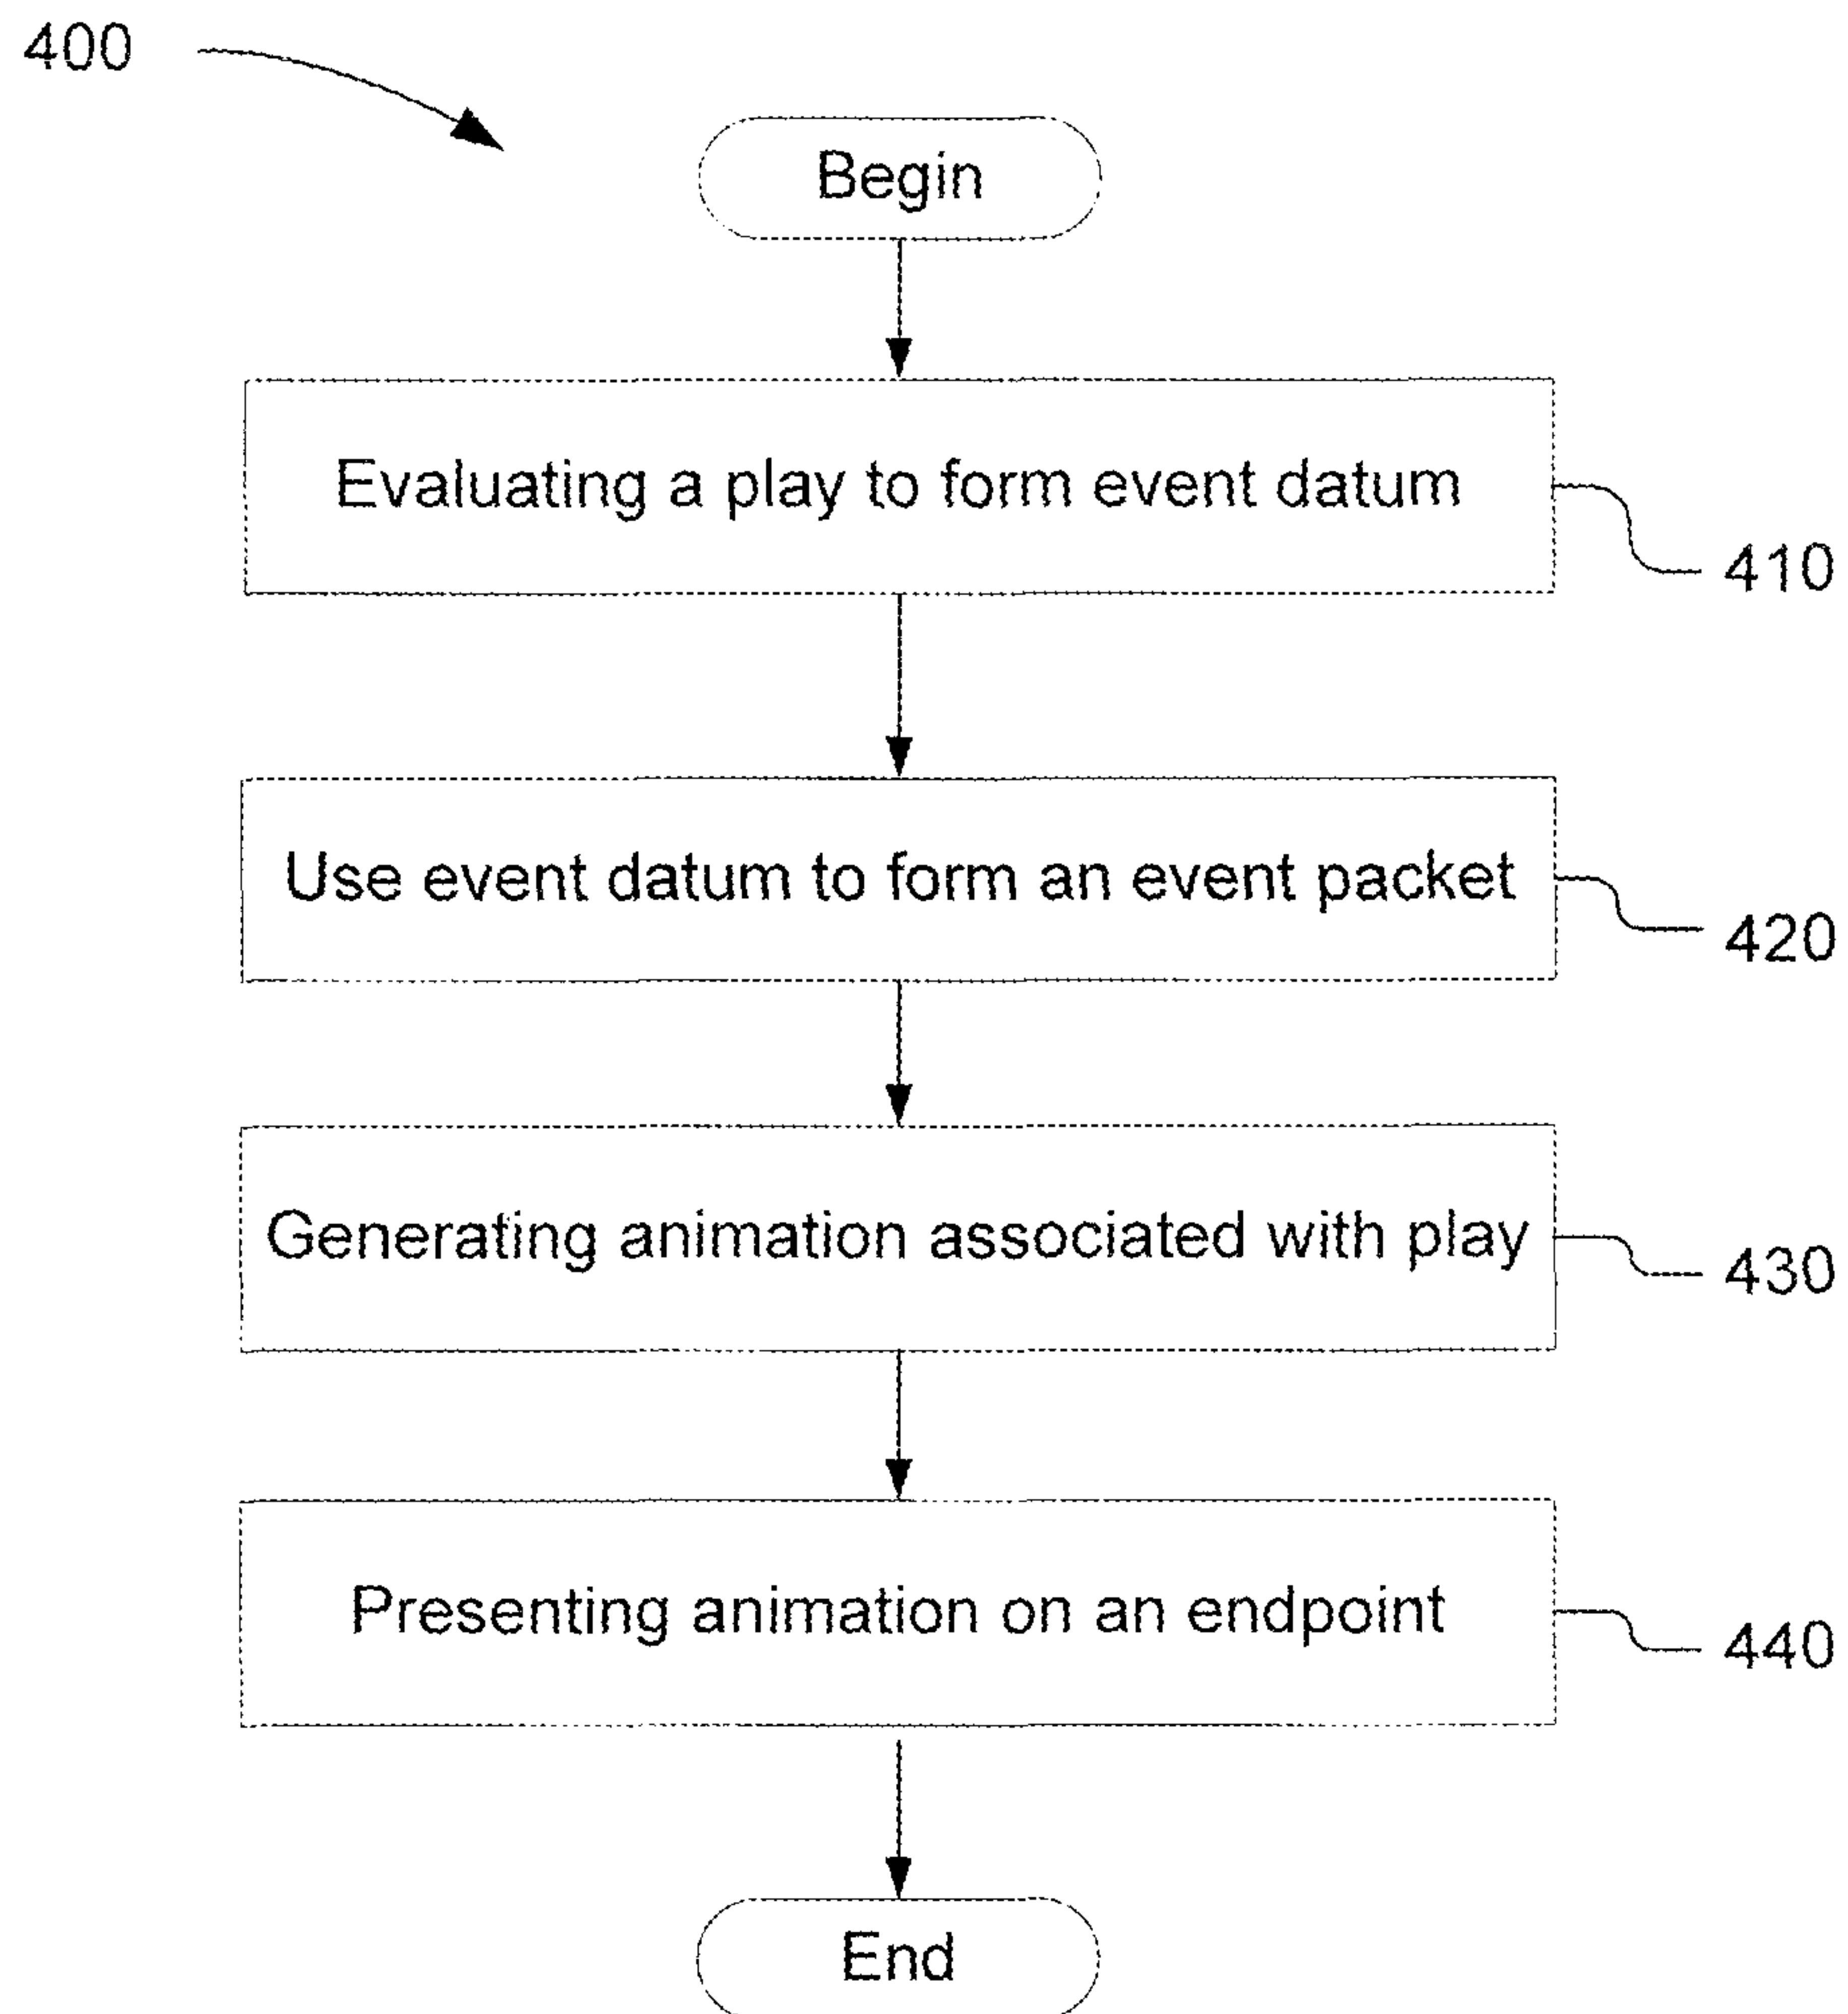 400
Begin
Evaluating a play to form event datum
410
Use event datum to form an event packet
420
Generating animation associated with play
430
Presenting animation on an endpoint
440
End